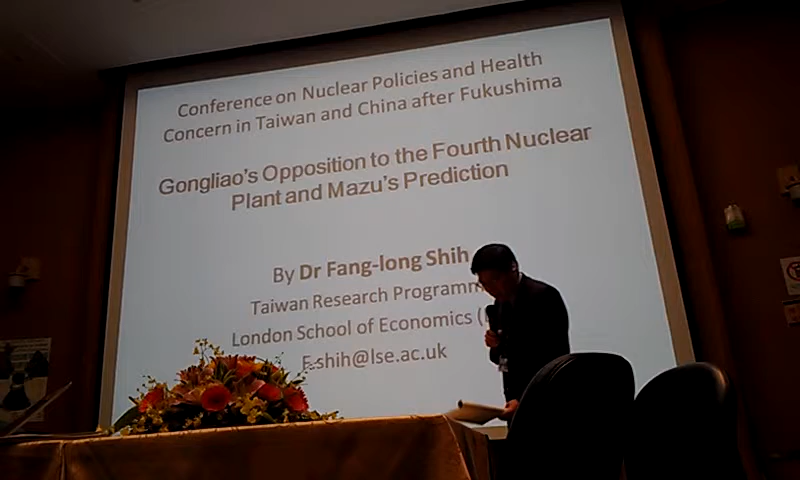 Conference on Nuclear Policies and Health
Concern in Taiwan and China after Fukushima
Gongliao's Opposition to the Fourth Nuclear
Plant and Mazu's Prediction
By Dr Fang-long Shih
Taiwan Research Programm
London School of Economics (
F.shih@lse.ac.uk